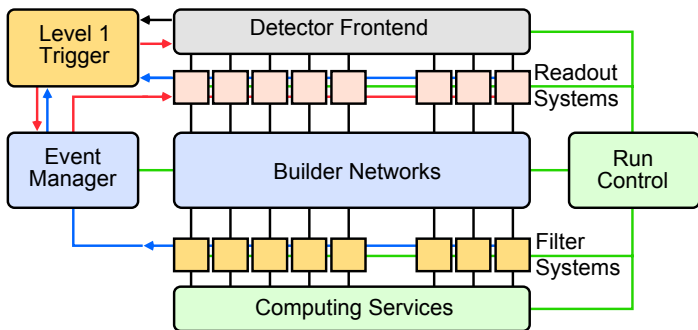 Level 1
Trigger
Detector Frontend
Readout
Systems
Event
Manager
Builder Networks
Run
Control
Filter
Systems
Computing Services